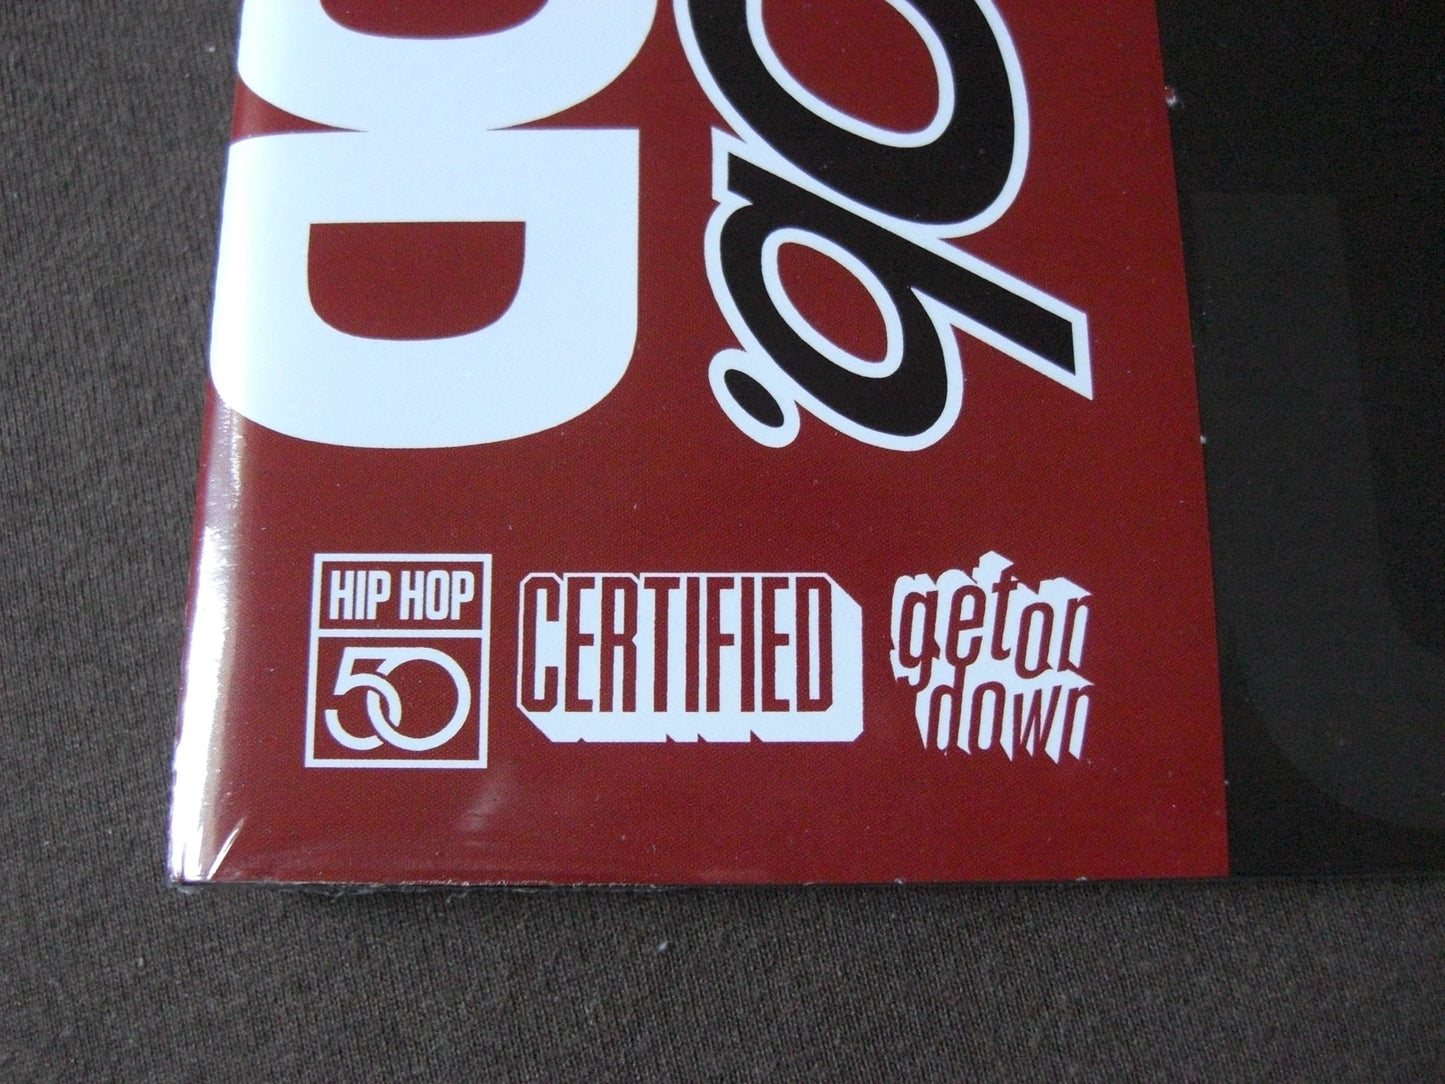 D
b.
HIP HOP
50
CERTIFIED
get on
down